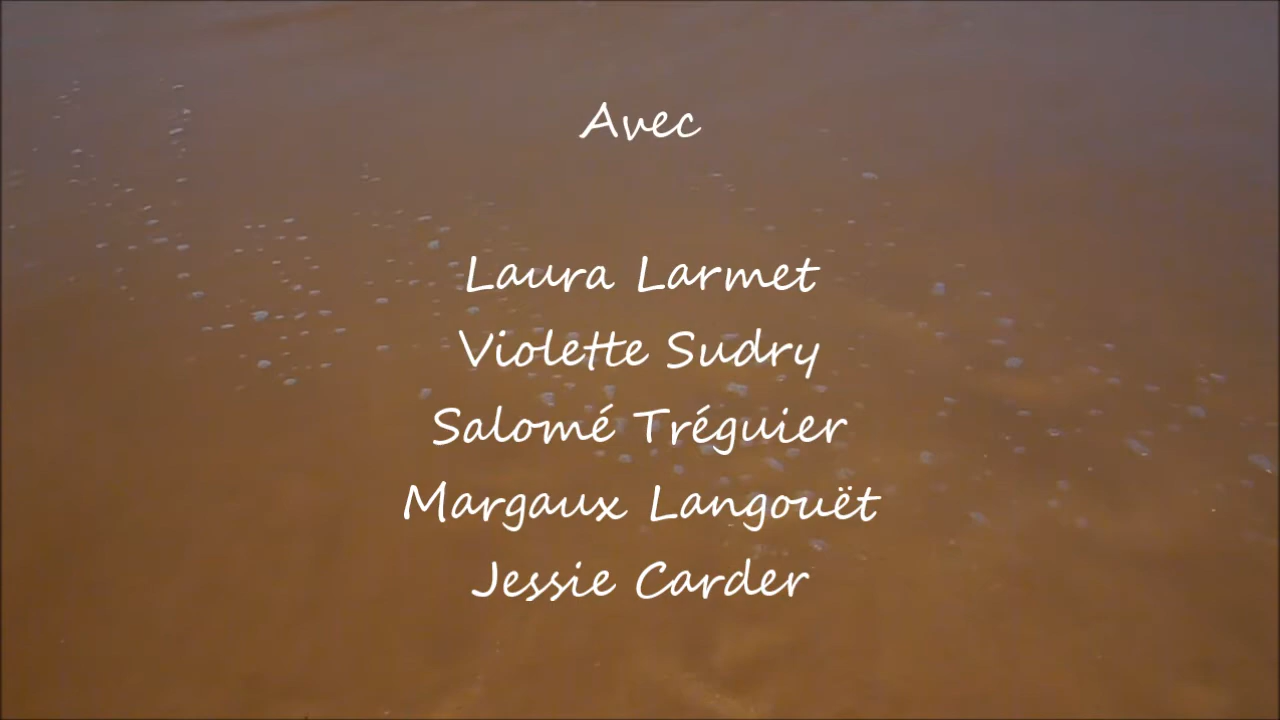 Avec
Laura Larmet
Violette Sudry
Salomé Tréguier
Margaux Langouët
Jessie Carder